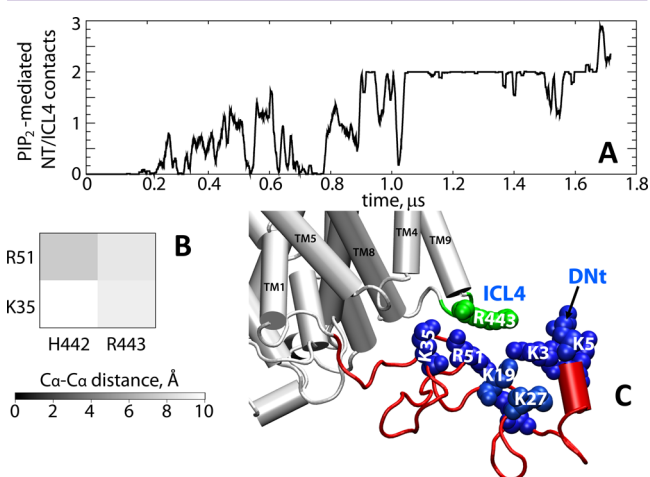 PIP2-mediated
NT/ICL4 contacts
3
2
1
0
0 0.2 0.4 0.6 0.8 1.0 1.2 1.4 1.6 1.8
time, μs
A
B
R51
K35
H442 R443
Cα-Cα distance, Å
0 2 4 6 8 10
TM5
TM8
TM4
TM9
TM1
ICL4
R443
DNt
K35
R51
K19
K3
K5
K27
C